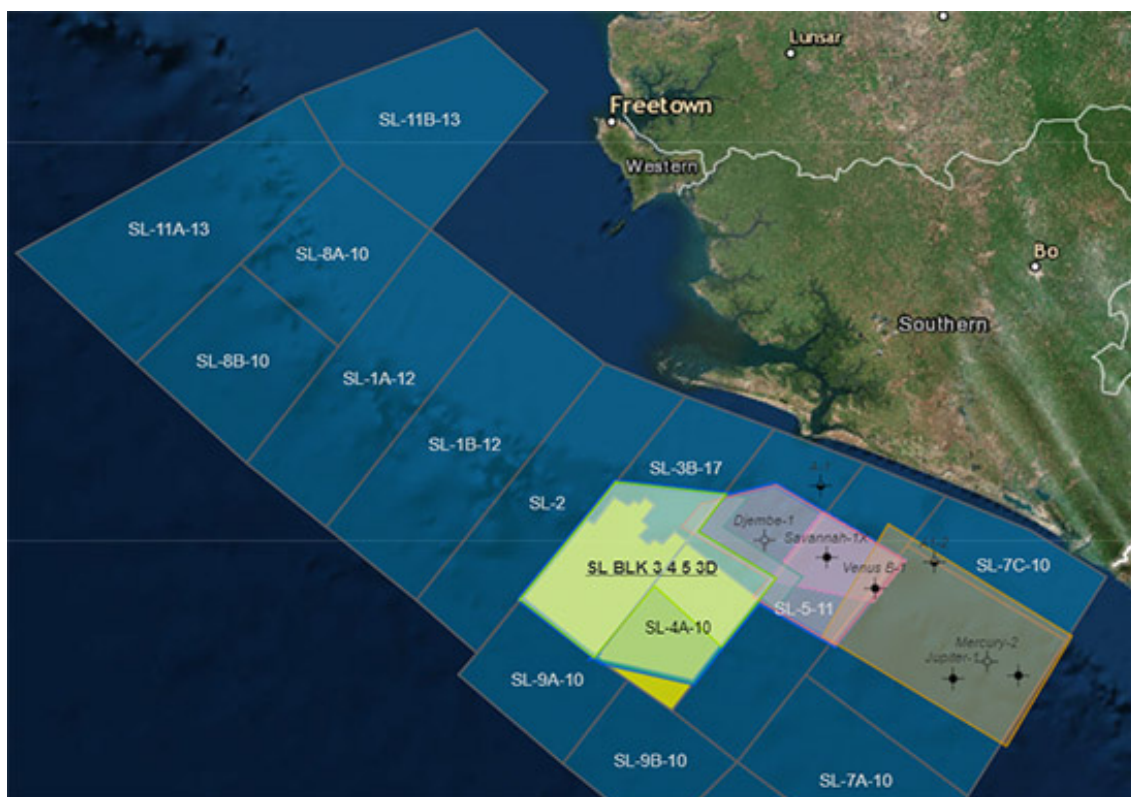 Lunsar
Freetown
SL-11B-13
Western
SL-11A-13
SL-8A-10
Bo
Southern
SL-8B-10
SL-1A-12
SL-1B-12
SL-3B-17
A-1
SL-2
Djembe-1
Savannah-1X
Venus B-1
SL-7C-10
SL BLK 3 4 5 3D
SL-5-11
SL-4A-10
Mercury-2
Jupiter-1
SL-9A-10
SL-9B-10
SL-7A-10